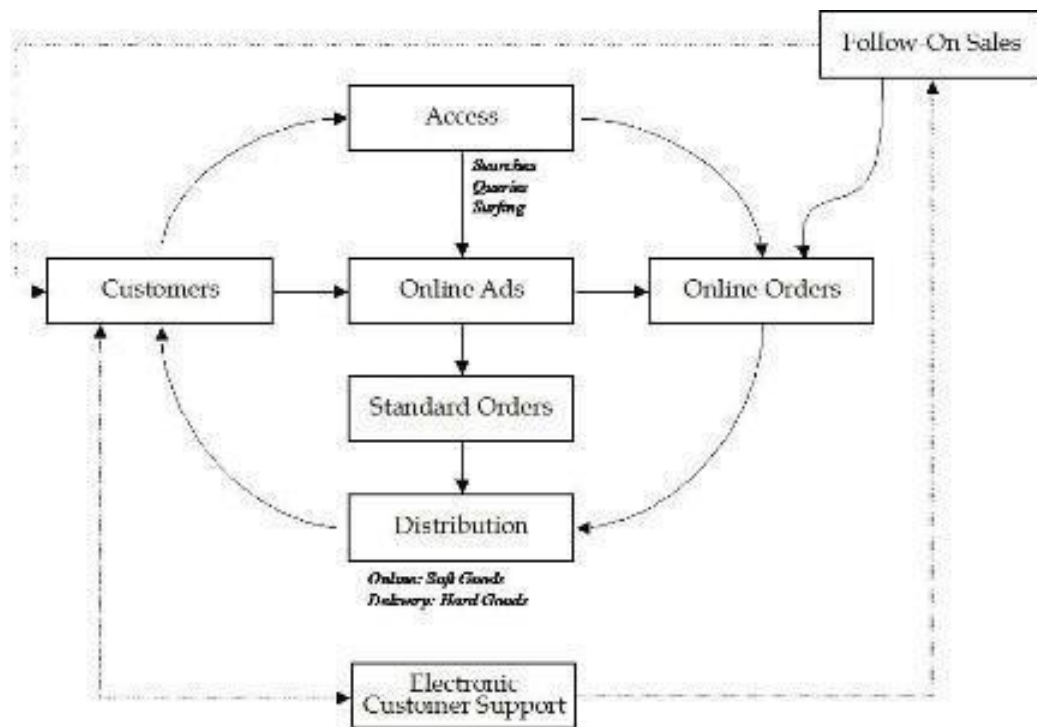 Follow-On Sales
Access
Searches
Queries
Surfing
Customers
Online Ads
Online Orders
Standard Orders
Distribution
Online: Soft Goods
Delivery: Hard Goods
Electronic
Customer Support